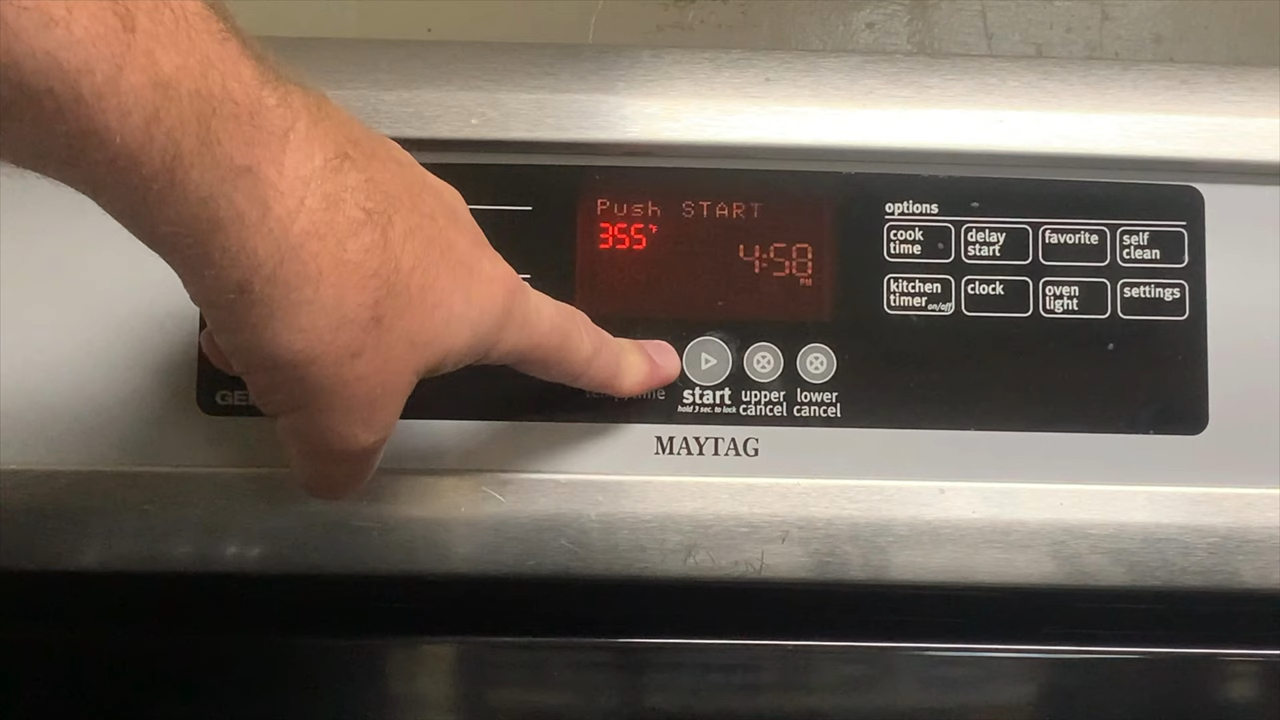 Push START
355°F
4:58
PM
options
cook time
delay start
favorite
self clean
kitchen timer on/off
clock
oven light
settings
start
hold 3 sec. to lock
upper cancel
lower cancel
MAYTAG